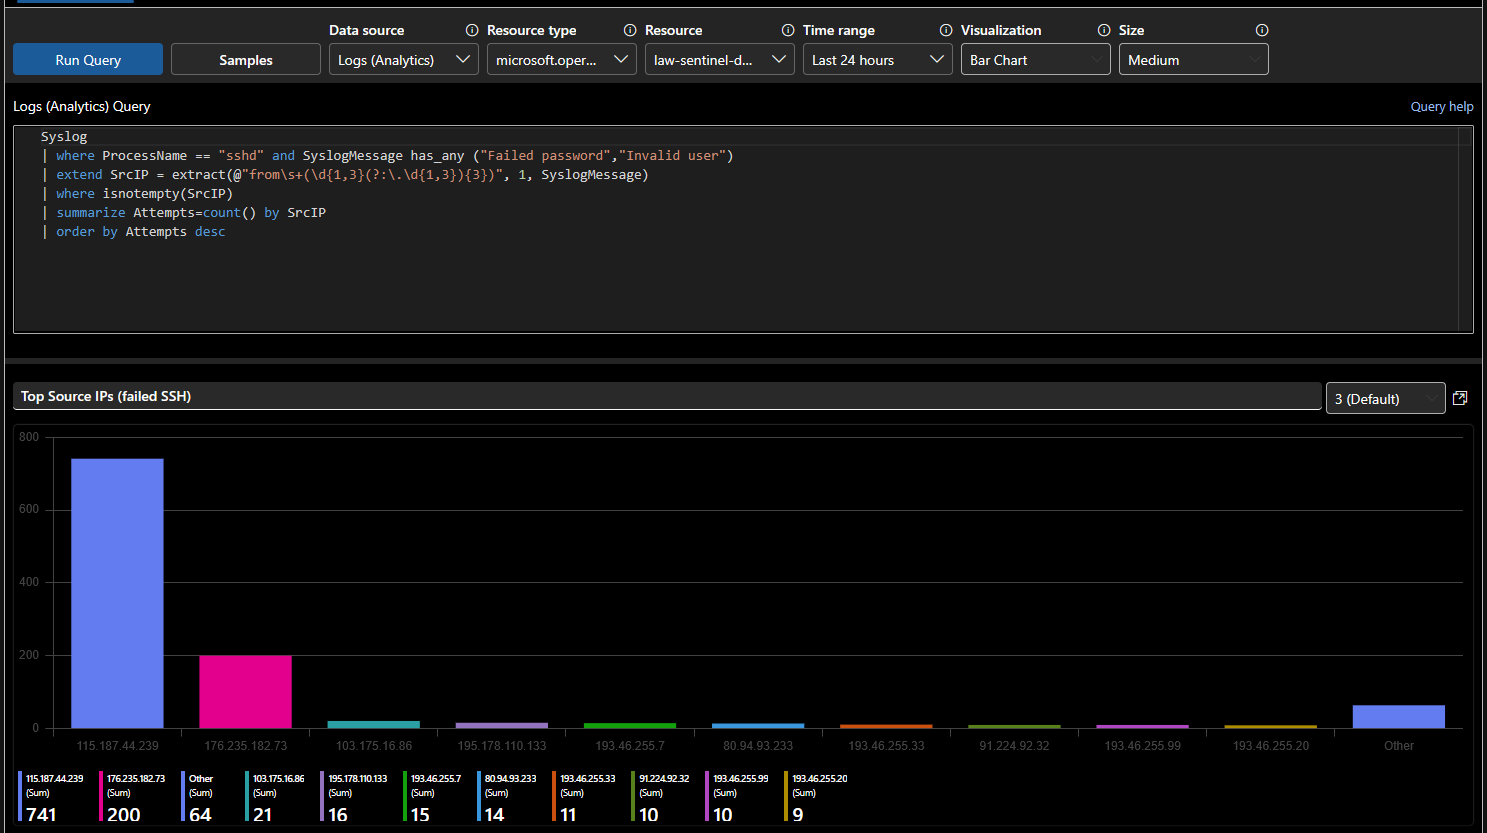 Data source
Resource type
Resource
Time range
Visualization
Size
Run Query
Samples
Logs (Analytics)
microsoft.oper...
law-sentinel-d...
Last 24 hours
Bar Chart
Medium
Logs (Analytics) Query
Query help
Syslog
| where ProcessName == "sshd" and SyslogMessage has_any ("Failed password","Invalid user")
| extend SrcIP = extract(@"from\s+(\d{1,3}(?:\.\d{1,3}){3})", 1, SyslogMessage)
| where isnotempty(SrcIP)
| summarize Attempts=count() by SrcIP
| order by Attempts desc
Top Source IPs (failed SSH)
3 (Default)
800
600
400
200
0
115.187.44.239
176.235.182.73
103.175.16.86
195.178.110.133
193.46.255.7
80.94.93.233
193.46.255.33
91.224.92.32
193.46.255.99
193.46.255.20
Other
115.187.44.239
(Sum)
741
176.235.182.73
(Sum)
200
Other
(Sum)
64
103.175.16.86
(Sum)
21
195.178.110.133
(Sum)
16
193.46.255.7
(Sum)
15
80.94.93.233
(Sum)
14
193.46.255.33
(Sum)
11
91.224.92.32
(Sum)
10
193.46.255.99
(Sum)
10
193.46.255.20
(Sum)
9